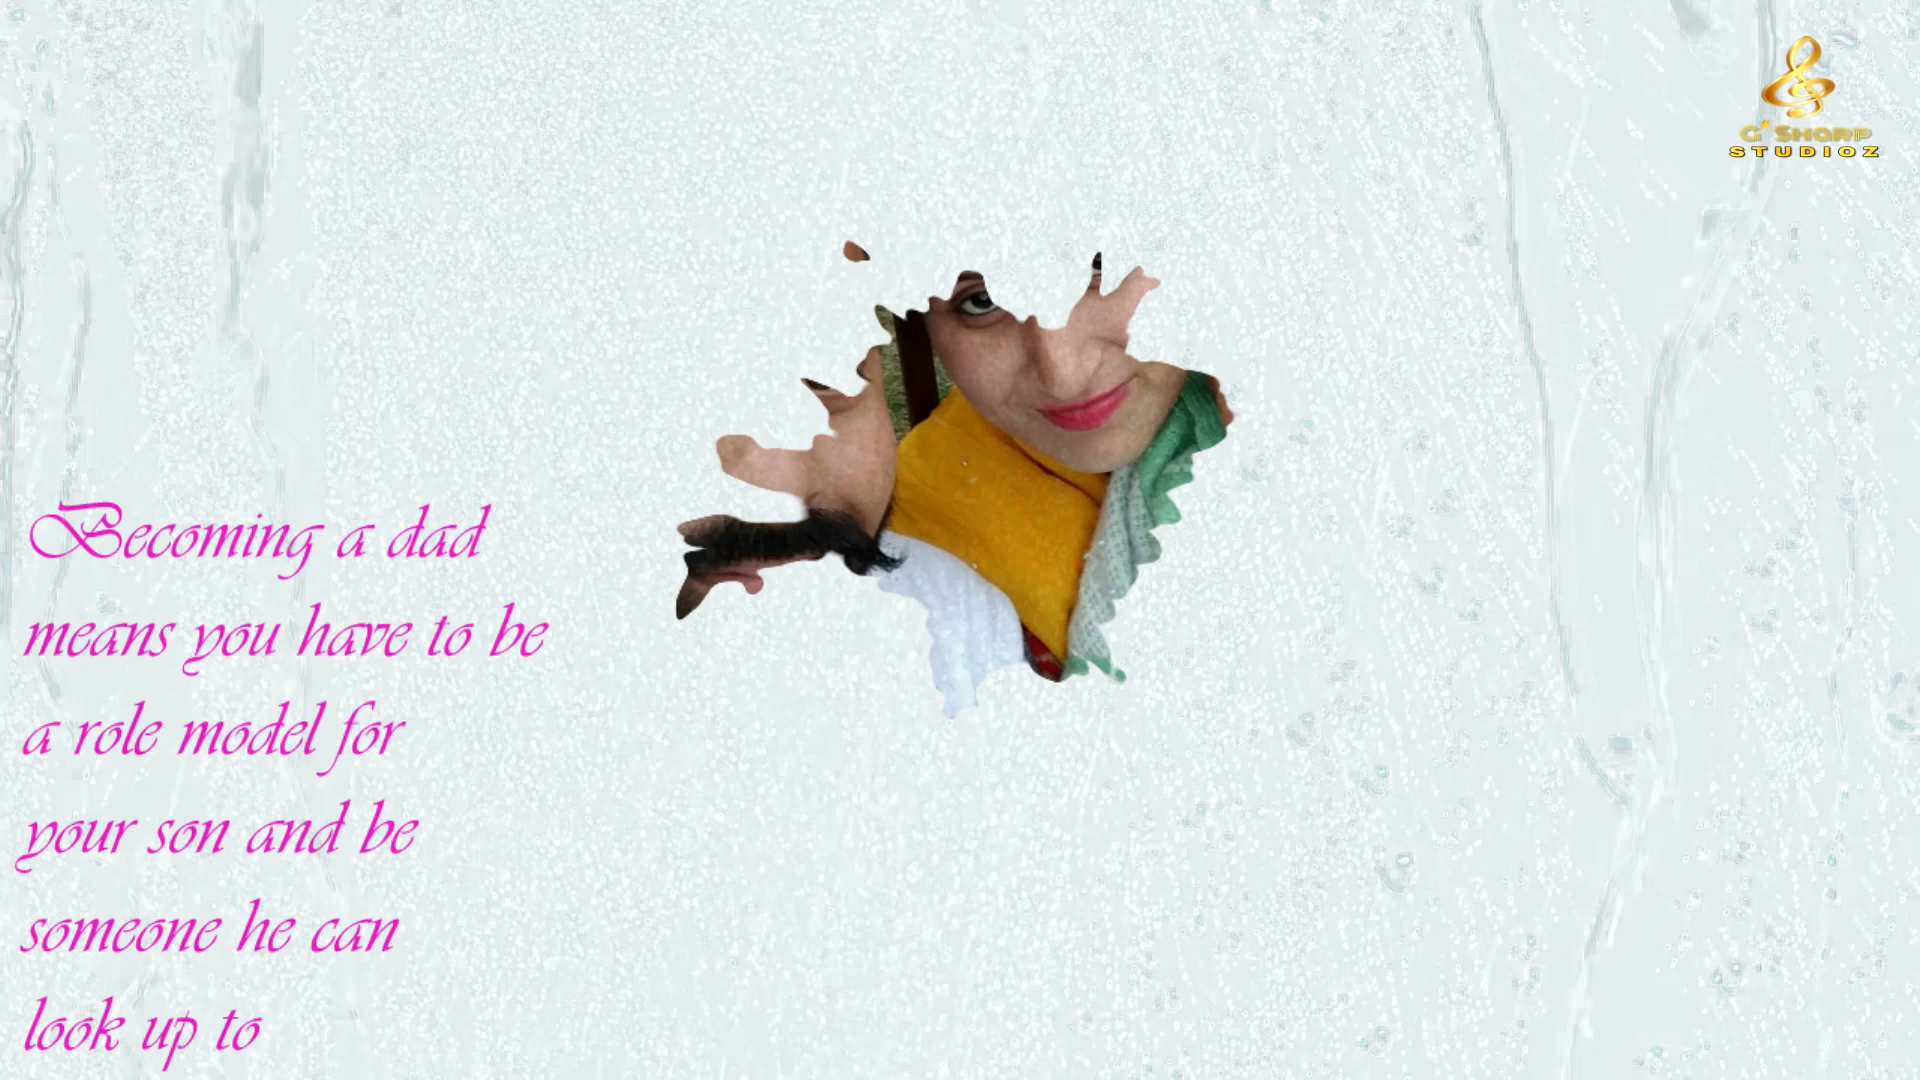 G# Sharp
STUDIOZ
Becoming a dad
means you have to be
a role model for
your son and be
someone he can
look up to